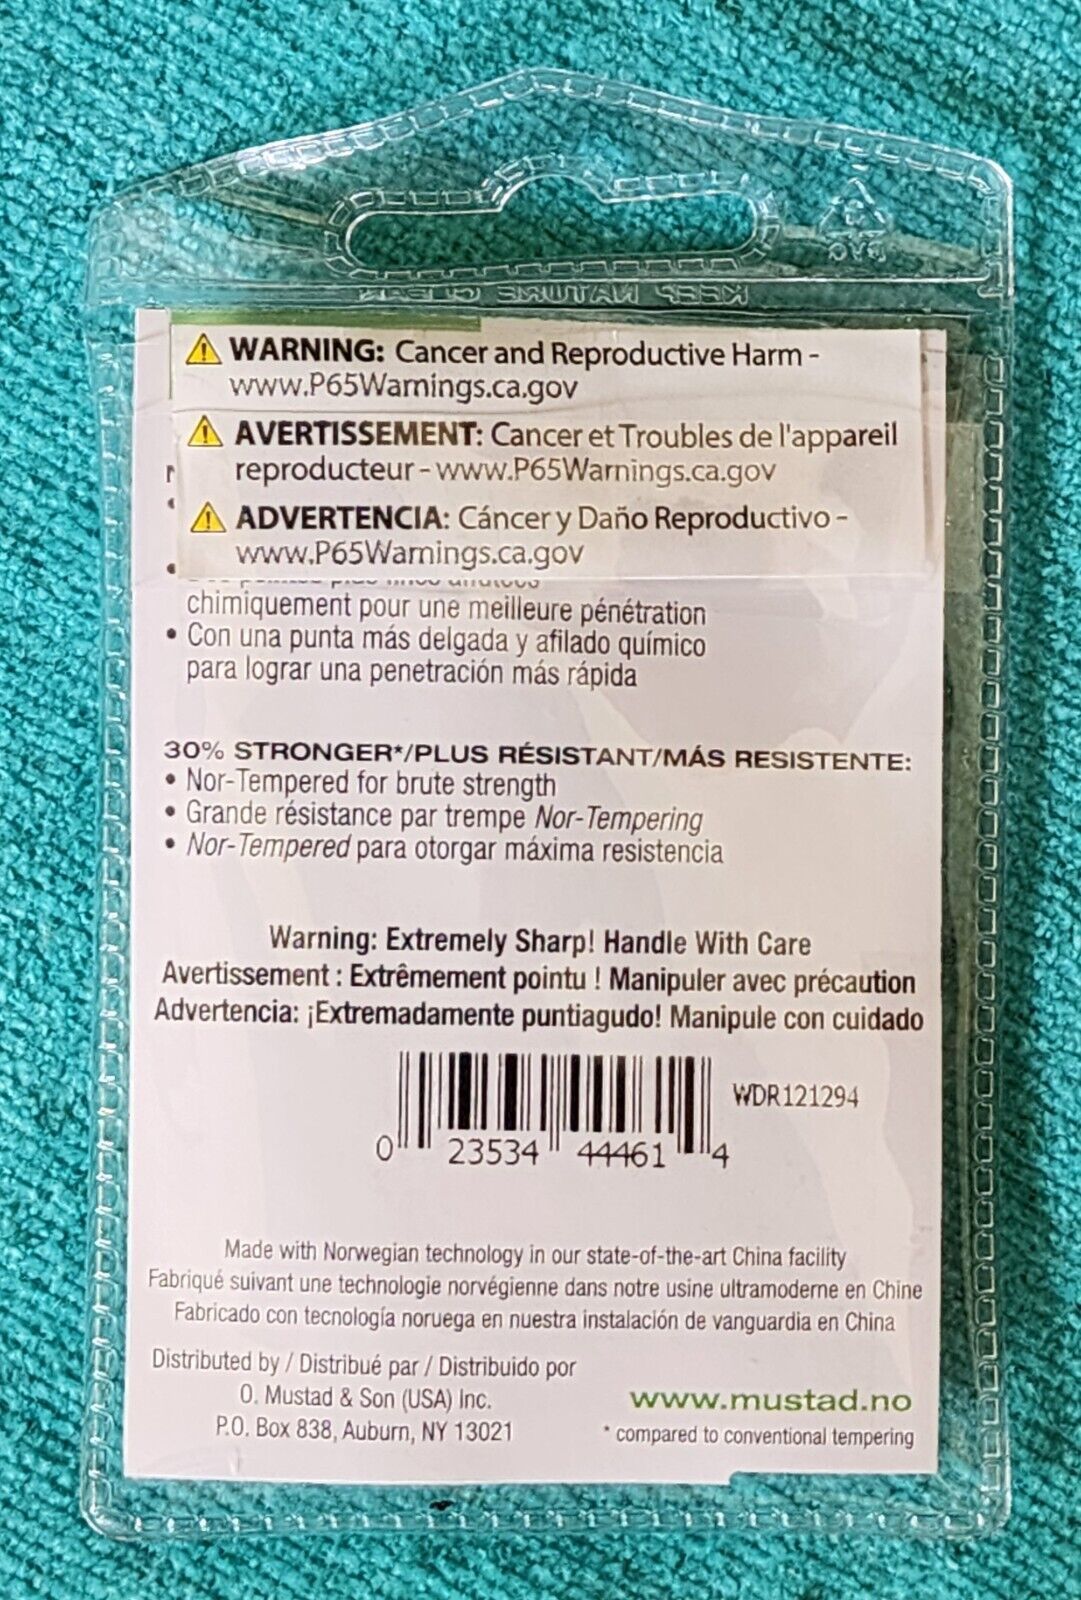 KEEP NATURE CLEAN
PVC
WARNING: Cancer and Reproductive Harm -
www.P65Warnings.ca.gov
AVERTISSEMENT: Cancer et Troubles de l'appareil
reproducteur - www.P65Warnings.ca.gov
ADVERTENCIA: Cáncer y Daño Reproductivo -
www.P65Warnings.ca.gov
chimiquement pour une meilleure pénétration
• Con una punta más delgada y afilado químico
para lograr una penetración más rápida
30% STRONGER*/PLUS RÉSISTANT/MÁS RESISTENTE:
• Nor-Tempered for brute strength
• Grande résistance par trempe Nor-Tempering
• Nor-Tempered para otorgar máxima resistencia
Warning: Extremely Sharp! Handle With Care
Avertissement : Extrêmement pointu ! Manipuler avec précaution
Advertencia: ¡Extremadamente puntiagudo! Manipule con cuidado
WDR121294
0 23534 44461 4
Made with Norwegian technology in our state-of-the-art China facility
Fabriqué suivant une technologie norvégienne dans notre usine ultramoderne en Chine
Fabricado con tecnología noruega en nuestra instalación de vanguardia en China
Distributed by / Distribué par / Distribuido por
O. Mustad & Son (USA) Inc.
P.O. Box 838, Auburn, NY 13021
www.mustad.no
* compared to conventional tempering